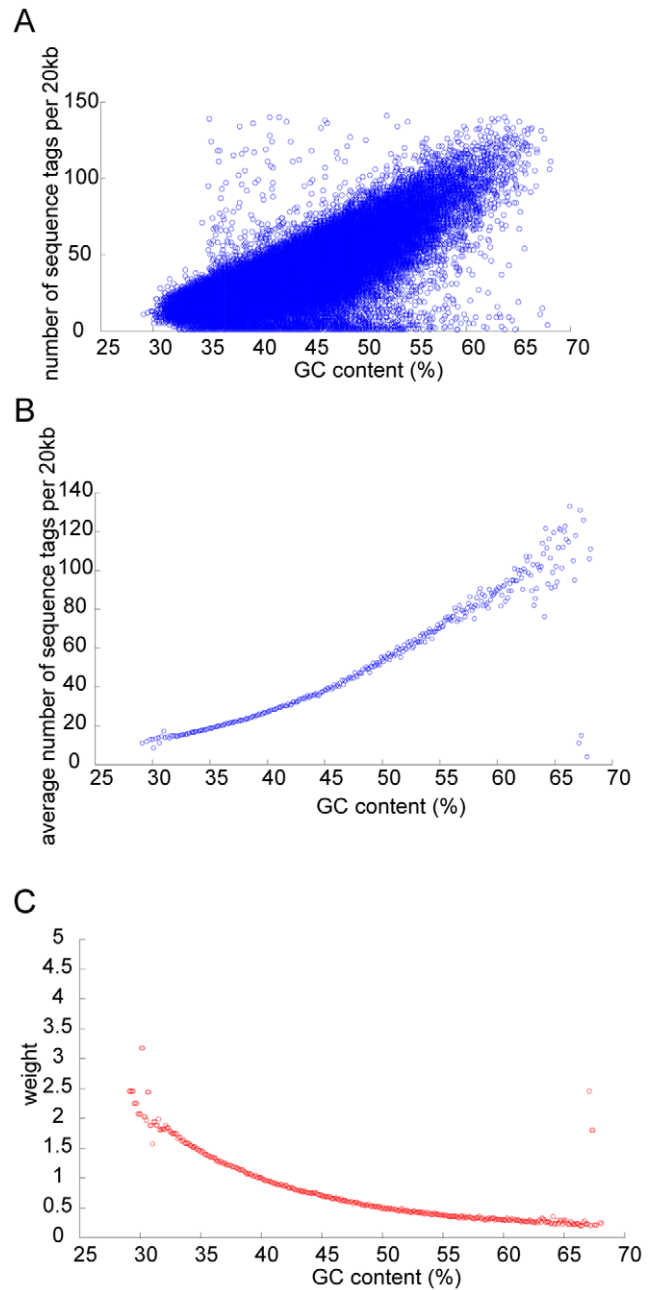 A
number of sequence tags per 20kb
150
100
50
0
25 30 35 40 45 50 55 60 65 70
GC content (%)
B
average number of sequence tags per 20kb
140
120
100
80
60
40
20
0
25 30 35 40 45 50 55 60 65 70
GC content (%)
C
weight
5
4.5
4
3.5
3
2.5
2
1.5
1
0.5
0
25 30 35 40 45 50 55 60 65 70
GC content (%)